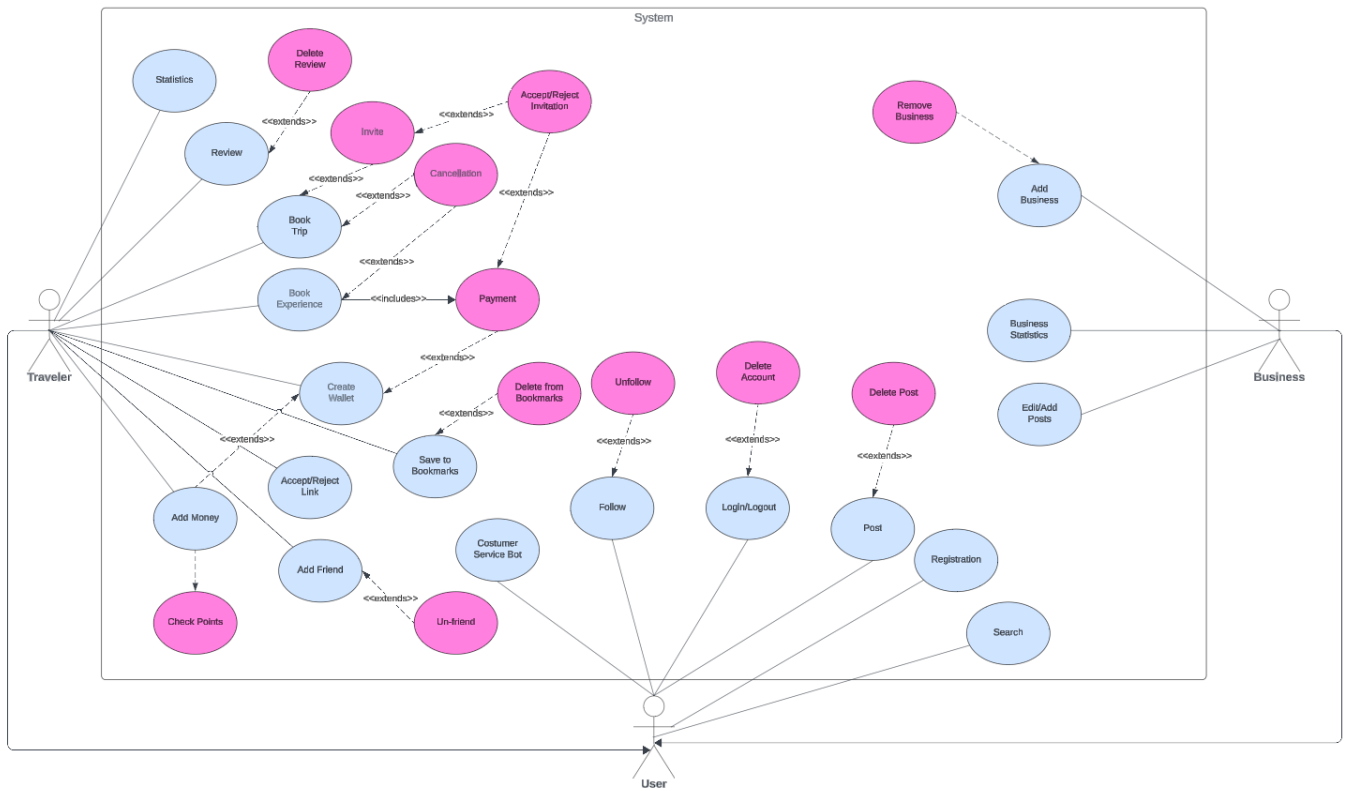 System
Delete
Review
Statistics
<<extends>>
Accept/Reject
Invitation
<<extends>>
Invite
Remove
Business
Review
<<extends>>
Cancellation
<<extends>>
<<extends>>
Add
Business
Book
Trip
<<extends>>
Book
Experience
<<includes>>
Payment
Business
Statistics
<<extends>>
Traveler
Business
Create
Wallet
Delete from
Bookmarks
Unfollow
Delete
Account
Delete Post
<<extends>>
Edit/Add
Posts
<<extends>>
<<extends>>
<<extends>>
<<extends>>
Save to
Bookmarks
Accept/Reject
Link
Add Money
Follow
Login/Logout
Post
Costumer
Service Bot
Registration
Add Friend
<<extends>>
Check Points
Un-friend
Search
User